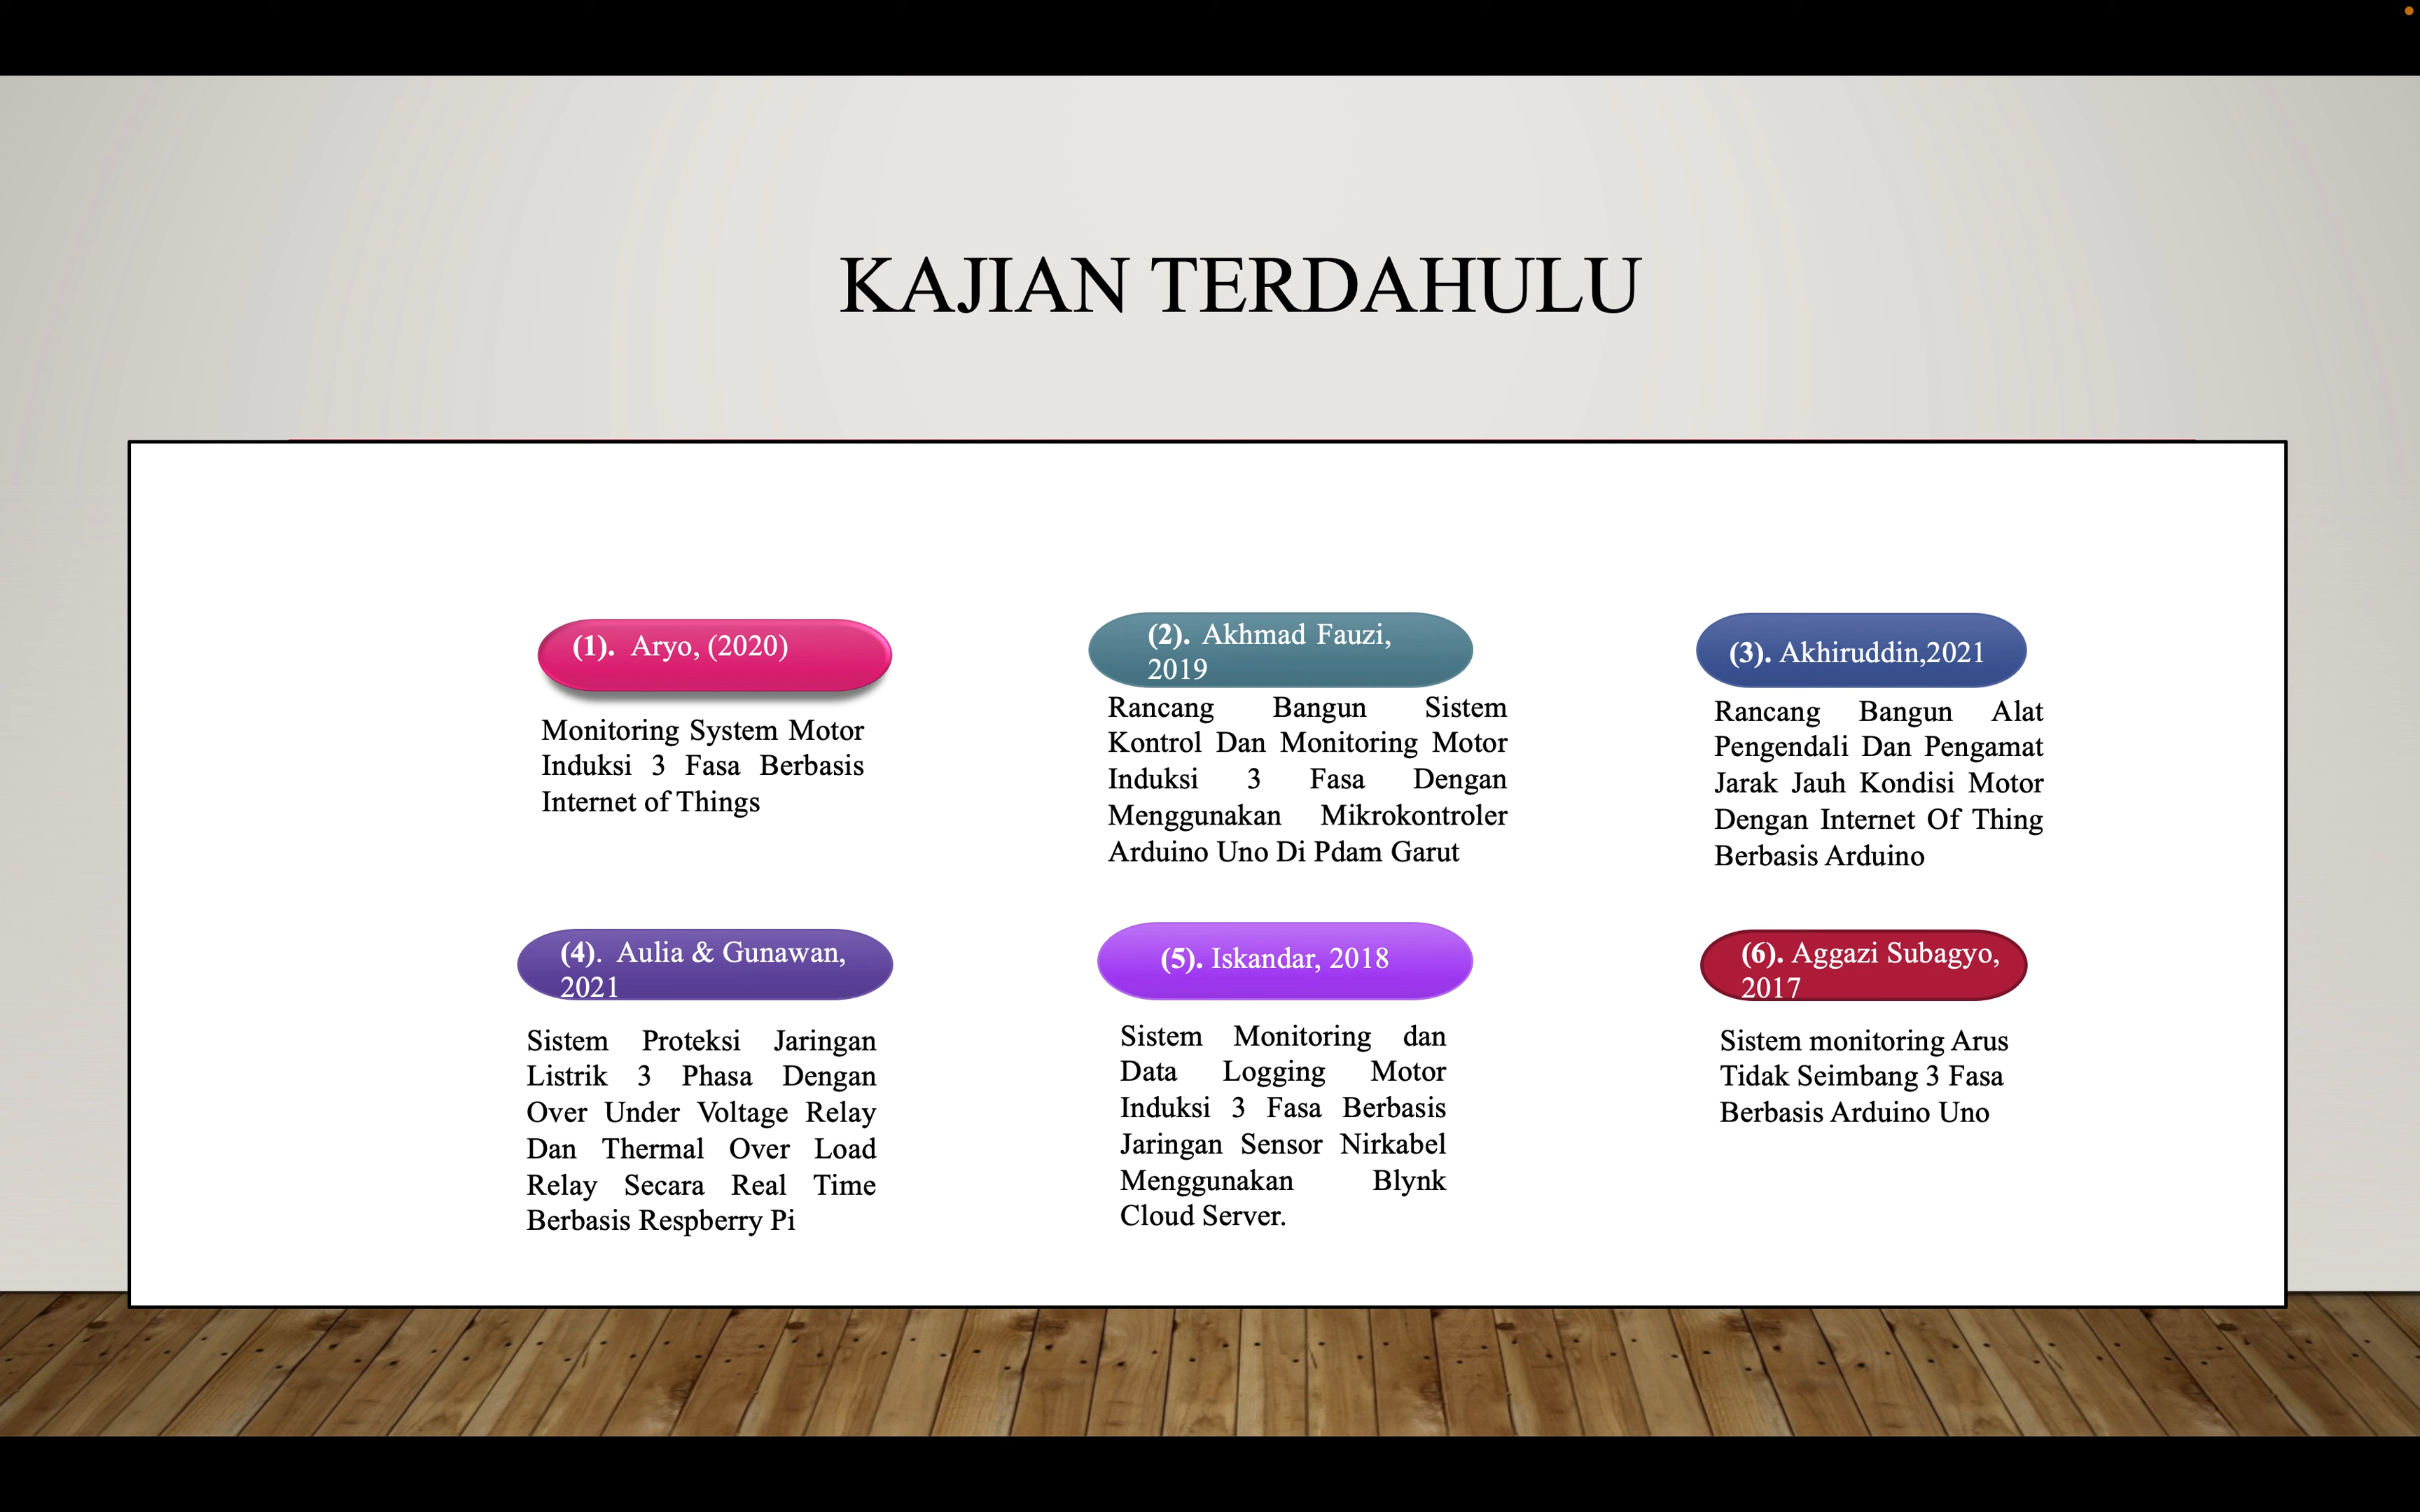 KAJIAN TERDAHULU
(1). Aryo, (2020)
Monitoring System Motor
Induksi 3 Fasa Berbasis
Internet of Things
(2). Akhmad Fauzi,
2019
Rancang Bangun Sistem
Kontrol Dan Monitoring Motor
Induksi 3 Fasa Dengan
Menggunakan Mikrokontroler
Arduino Uno Di Pdam Garut
(3). Akhiruddin,2021
Rancang Bangun Alat
Pengendali Dan Pengamat
Jarak Jauh Kondisi Motor
Dengan Internet Of Thing
Berbasis Arduino
(4). Aulia & Gunawan,
2021
Sistem Proteksi Jaringan
Listrik 3 Phasa Dengan
Over Under Voltage Relay
Dan Thermal Over Load
Relay Secara Real Time
Berbasis Respberry Pi
(5). Iskandar, 2018
Sistem Monitoring dan
Data Logging Motor
Induksi 3 Fasa Berbasis
Jaringan Sensor Nirkabel
Menggunakan Blynk
Cloud Server.
(6). Aggazi Subagyo,
2017
Sistem monitoring Arus
Tidak Seimbang 3 Fasa
Berbasis Arduino Uno